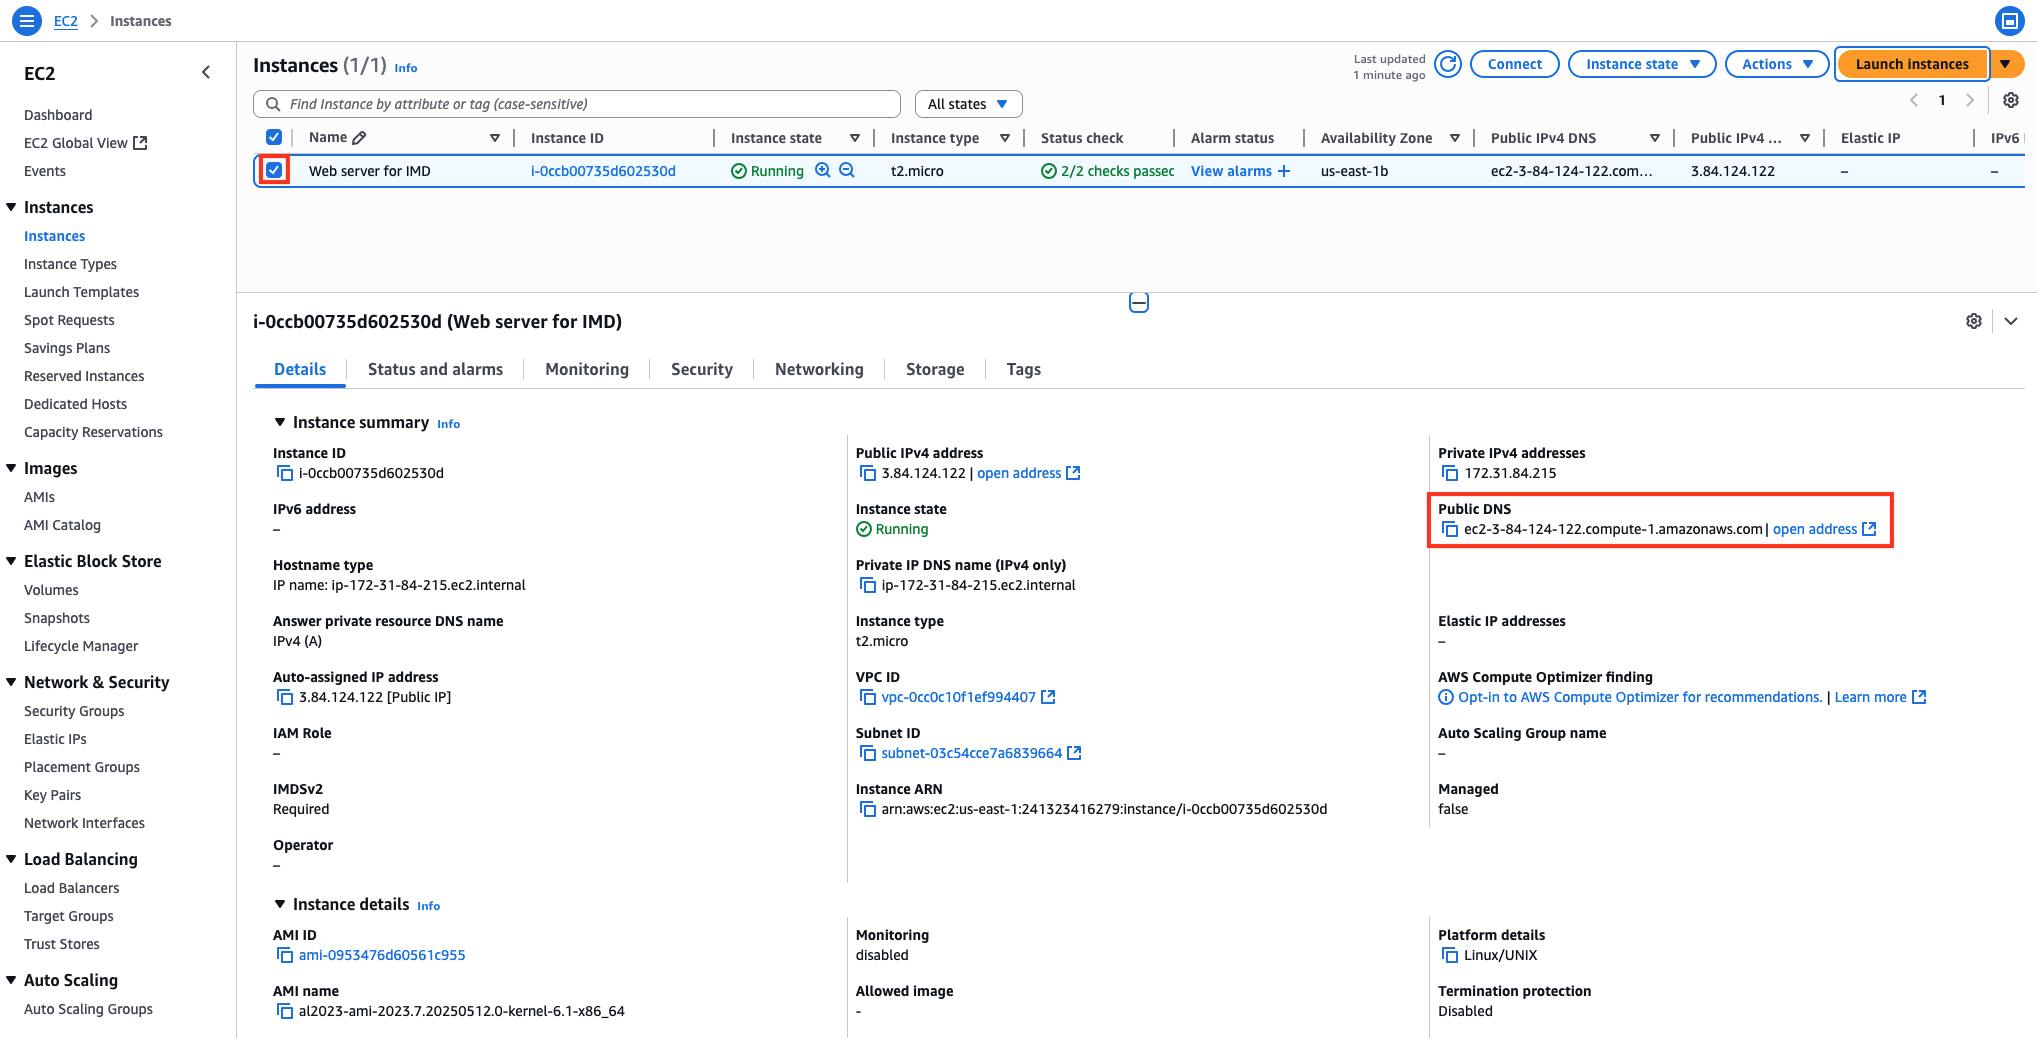 EC2 > Instances
EC2
Dashboard
EC2 Global View
Events
Instances
Instances
Instance Types
Launch Templates
Spot Requests
Savings Plans
Reserved Instances
Dedicated Hosts
Capacity Reservations
Images
AMIs
AMI Catalog
Elastic Block Store
Volumes
Snapshots
Lifecycle Manager
Network & Security
Security Groups
Elastic IPs
Placement Groups
Key Pairs
Network Interfaces
Load Balancing
Load Balancers
Target Groups
Trust Stores
Auto Scaling
Auto Scaling Groups
Instances (1/1) Info
Last updated
1 minute ago
Connect
Instance state
Actions
Launch instances
Find Instance by attribute or tag (case-sensitive)
All states
1
Name Instance ID Instance state Instance type Status check Alarm status Availability Zone Public IPv4 DNS Public IPv4 ... Elastic IP IPv6
Web server for IMD i-0ccb00735d602530d Running t2.micro 2/2 checks passed View alarms + us-east-1b ec2-3-84-124-122.com... 3.84.124.122 – –
i-0ccb00735d602530d (Web server for IMD)
Details Status and alarms Monitoring Security Networking Storage Tags
Instance summary Info
Instance ID
i-0ccb00735d602530d
Public IPv4 address
3.84.124.122 | open address
Private IPv4 addresses
172.31.84.215
IPv6 address
–
Instance state
Running
Public DNS
ec2-3-84-124-122.compute-1.amazonaws.com | open address
Hostname type
IP name: ip-172-31-84-215.ec2.internal
Private IP DNS name (IPv4 only)
ip-172-31-84-215.ec2.internal
Answer private resource DNS name
IPv4 (A)
Instance type
t2.micro
Elastic IP addresses
–
Auto-assigned IP address
3.84.124.122 [Public IP]
VPC ID
vpc-0cc0c10f1ef994407
AWS Compute Optimizer finding
Opt-in to AWS Compute Optimizer for recommendations. | Learn more
IAM Role
–
Subnet ID
subnet-03c54cce7a6839664
Auto Scaling Group name
–
IMDSv2
Required
Instance ARN
arn:aws:ec2:us-east-1:241323416279:instance/i-0ccb00735d602530d
Managed
false
Operator
–
Instance details Info
AMI ID
ami-0953476d60561c955
Monitoring
disabled
Platform details
Linux/UNIX
AMI name
al2023-ami-2023.7.20250512.0-kernel-6.1-x86_64
Allowed image
-
Termination protection
Disabled